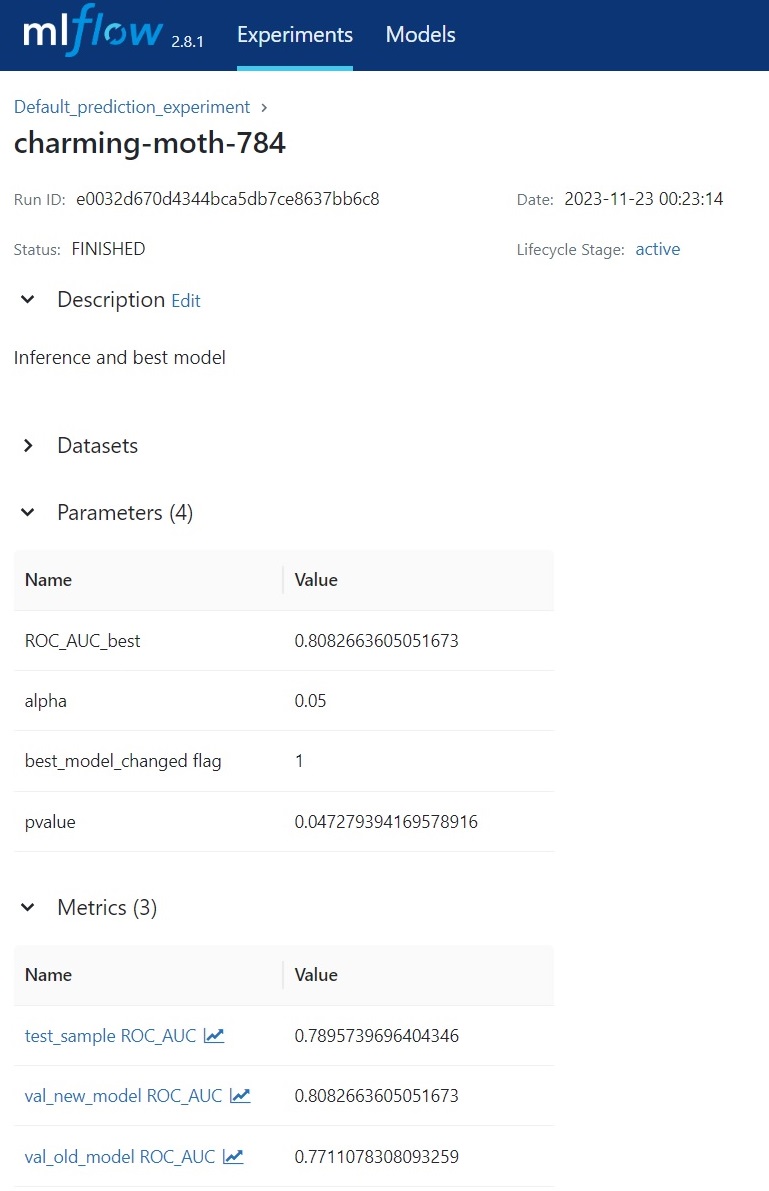 mlflow 2.8.1 Experiments Models
Default_prediction_experiment >
charming-moth-784
Run ID: e0032d670d4344bca5db7ce8637bb6c8 Date: 2023-11-23 00:23:14
Status: FINISHED Lifecycle Stage: active
Description Edit
Inference and best model
Datasets
Parameters (4)
Name Value
ROC_AUC_best 0.8082663605051673
alpha 0.05
best_model_changed flag 1
pvalue 0.047279394169578916
Metrics (3)
Name Value
test_sample ROC_AUC 0.7895739696404346
val_new_model ROC_AUC 0.8082663605051673
val_old_model ROC_AUC 0.7711078308093259